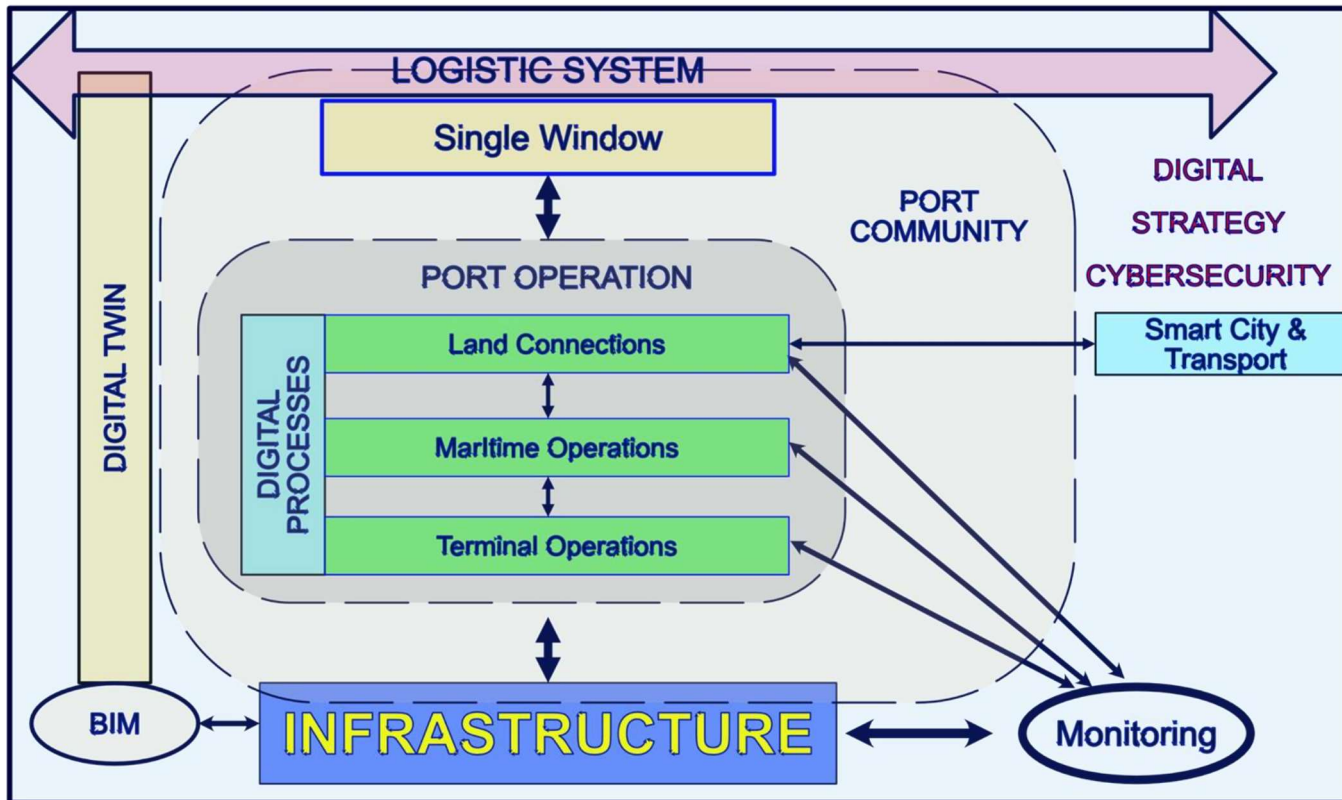 LOGISTIC SYSTEM
Single Window
PORT
COMMUNITY
DIGITAL
STRATEGY
CYBERSECURITY
PORT OPERATION
Land Connections
Smart City &
Transport
DIGITAL TWIN
DIGITAL
PROCESSES
MarItime Operations
Terminal Operations
BIM
INFRASTRUCTURE
Monitoring